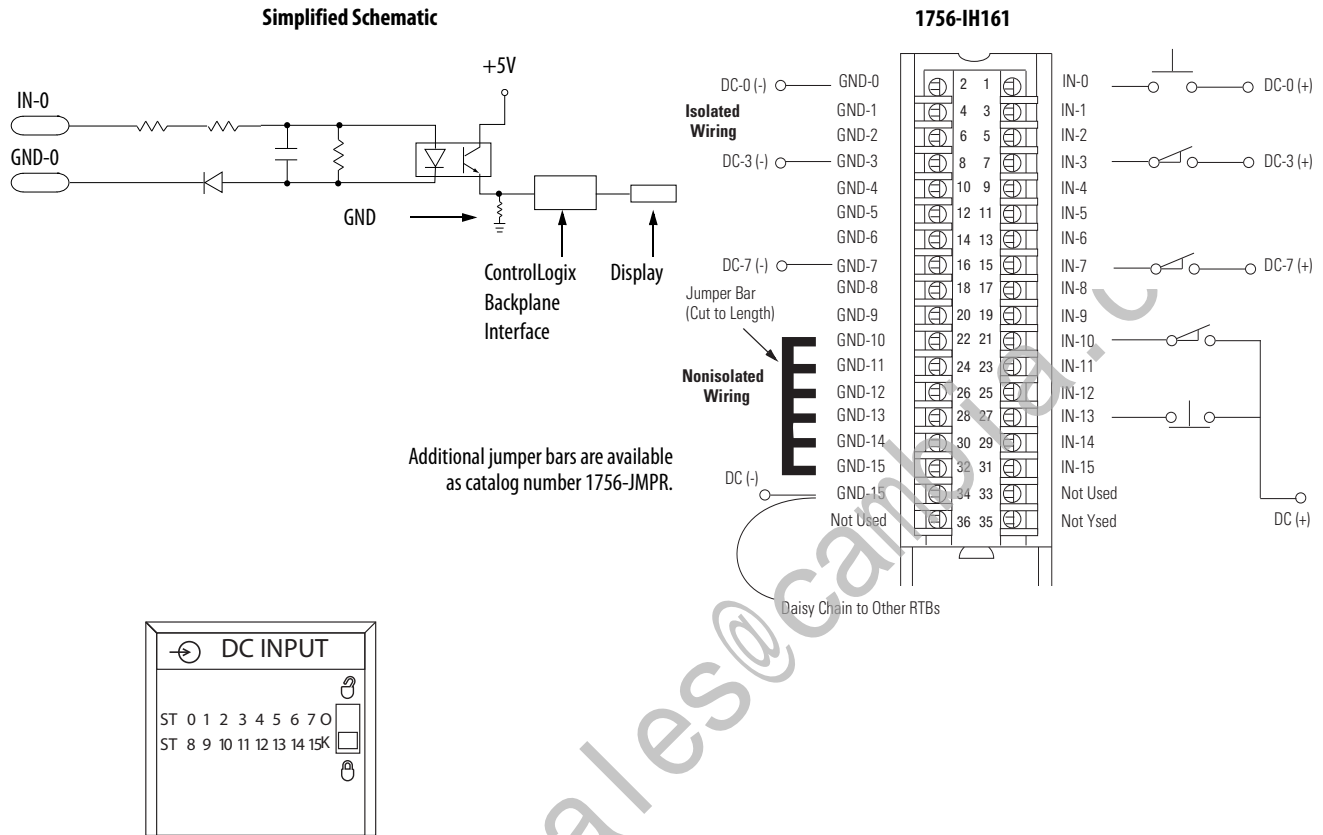 Simplified Schematic
1756-IH161
+5V
IN-0
GND-0
GND
ControlLogix
Backplane
Interface
Display
Additional jumper bars are available
as catalog number 1756-JMPR.
DC-0 (-) GND-0 2 1 IN-0 DC-0 (+)
Isolated
Wiring
GND-1 4 3 IN-1
GND-2 6 5 IN-2
DC-3 (-) GND-3 8 7 IN-3 DC-3 (+)
GND-4 10 9 IN-4
GND-5 12 11 IN-5
GND-6 14 13 IN-6
DC-7 (-) GND-7 16 15 IN-7 DC-7 (+)
GND-8 18 17 IN-8
Jumper Bar
(Cut to Length)
GND-9 20 19 IN-9
GND-10 22 21 IN-10
GND-11 24 23 IN-11
Nonisolated
Wiring
GND-12 26 25 IN-12
GND-13 28 27 IN-13
GND-14 30 29 IN-14
GND-15 32 31 IN-15
DC (-) GND-15 34 33 Not Used
Not Used 36 35 Not Ysed
DC (+)
Daisy Chain to Other RTBs
DC INPUT
ST 0 1 2 3 4 5 6 7 O
ST 8 9 10 11 12 13 14 15 K
ales@cambia.c